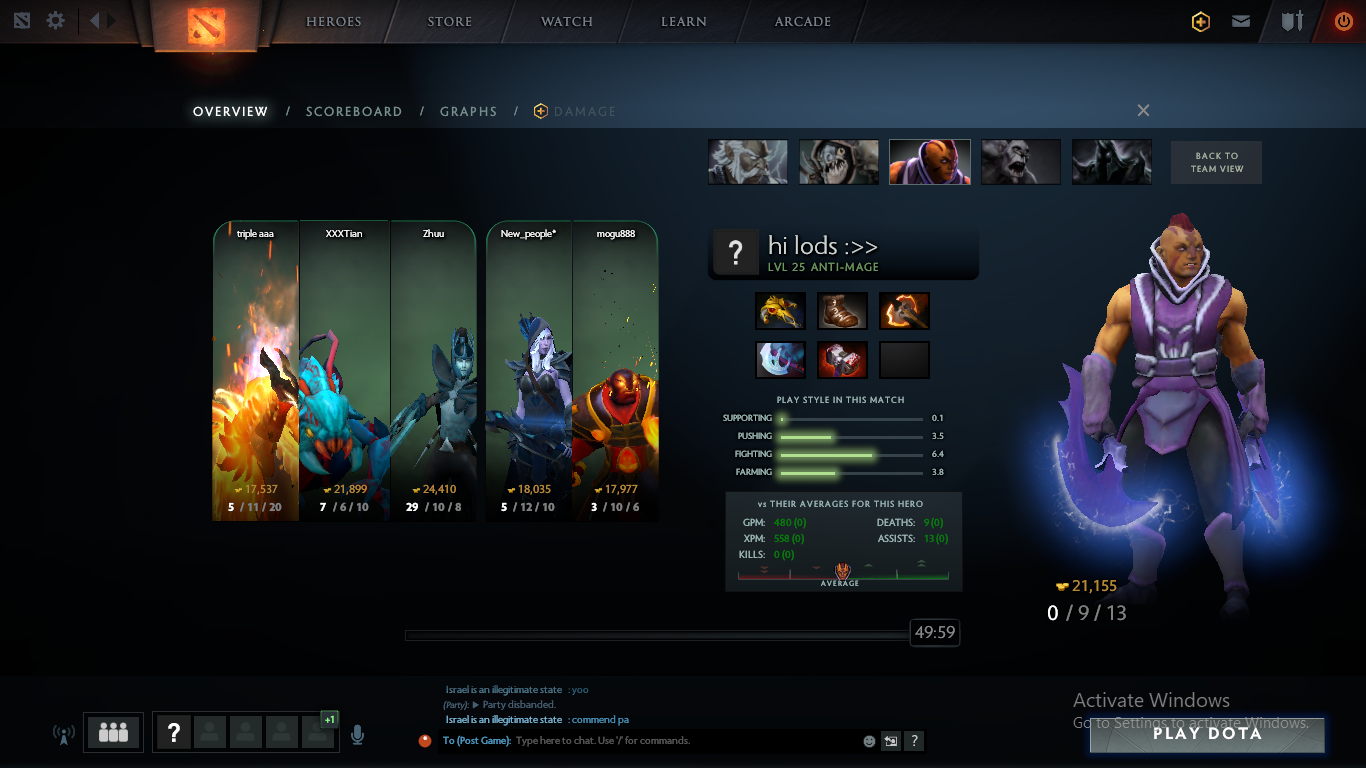 HEROES STORE WATCH LEARN ARCADE
OVERVIEW / SCOREBOARD / GRAPHS / DAMAGE
BACK TO
TEAM VIEW
triple aaa
XXXTian
Zhuu
New_people*
mogu888
17,537
5 / 11 / 20
21,899
7 / 6 / 10
24,410
29 / 10 / 8
18,035
5 / 12 / 10
17,977
3 / 10 / 6
?
hi lods :>>
LVL 25 ANTI-MAGE
PLAY STYLE IN THIS MATCH
SUPPORTING 0.1
PUSHING 3.5
FIGHTING 6.4
FARMING 3.8
vs THEIR AVERAGES FOR THIS HERO
GPM: 480 (0) DEATHS: 9 (0)
XPM: 558 (0) ASSISTS: 13 (0)
KILLS: 0 (0)
AVERAGE
21,155
0 / 9 / 13
49:59
Israel is an illegitimate state : yoo
(Party): ▶ Party disbanded.
Israel is an illegitimate state : commend pa
To (Post Game): Type here to chat. Use '/' for commands.
?
?
+1
Activate Windows
Go to Settings to activate Windows.
PLAY DOTA